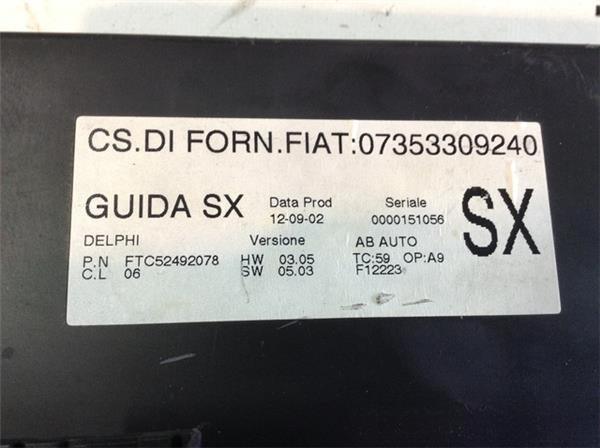 CS.DI FORN.FIAT:07353309240
GUIDA SX Data Prod Seriale SX
12-09-02 0000151056
DELPHI Versione AB AUTO
P.N FTC52492078 HW 03.05 TC:59 OP:A9
C.L 06 SW 05.03 F12223